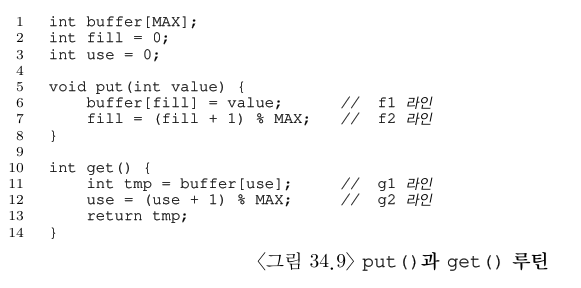 1 int buffer[MAX];
2 int fill = 0;
3 int use = 0;
4
5 void put(int value) {
6 buffer[fill] = value; // f1 라인
7 fill = (fill + 1) % MAX; // f2 라인
8 }
9
10 int get() {
11 int tmp = buffer[use]; // g1 라인
12 use = (use + 1) % MAX; // g2 라인
13 return tmp;
14 }
〈그림 34.9〉 put()과 get() 루틴